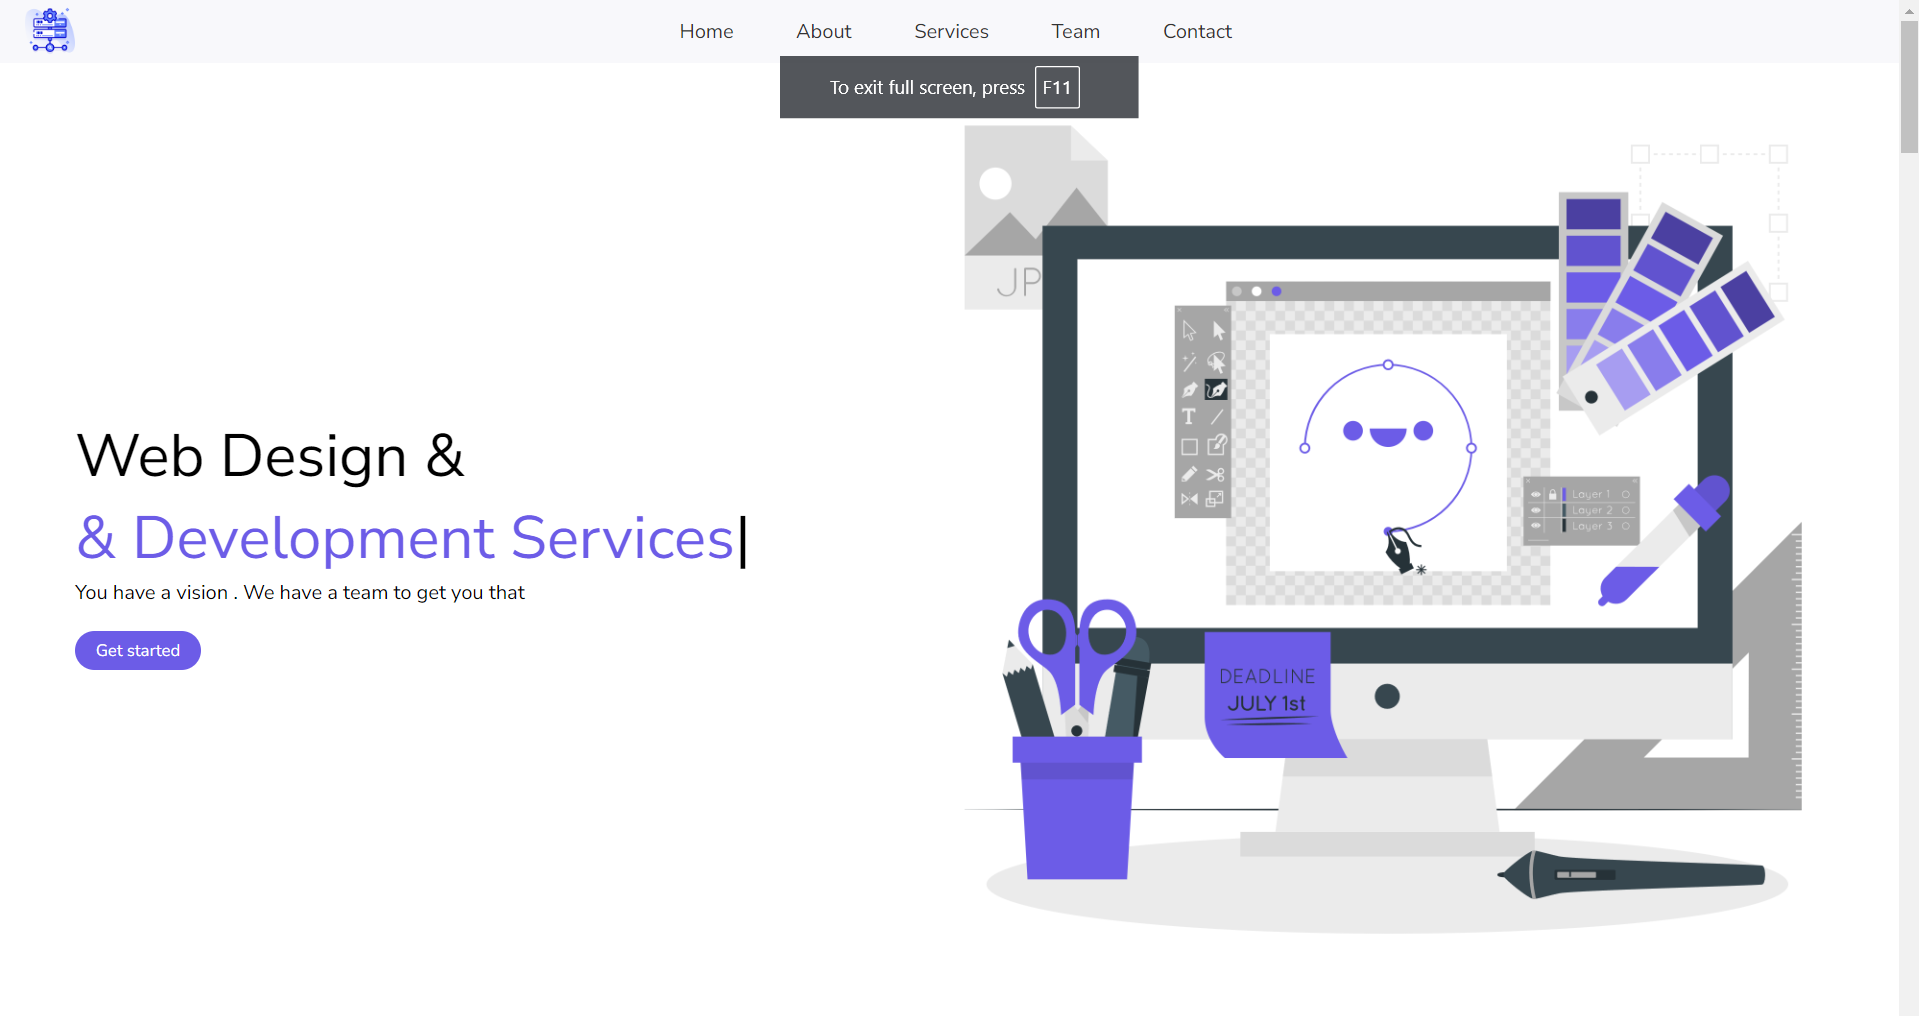 Home About Services Team Contact
To exit full screen, press F11
JP
Web Design &
& Development Services|
You have a vision . We have a team to get you that
Get started
T
Layer 1
Layer 2
Layer 3
DEADLINE
JULY 1st